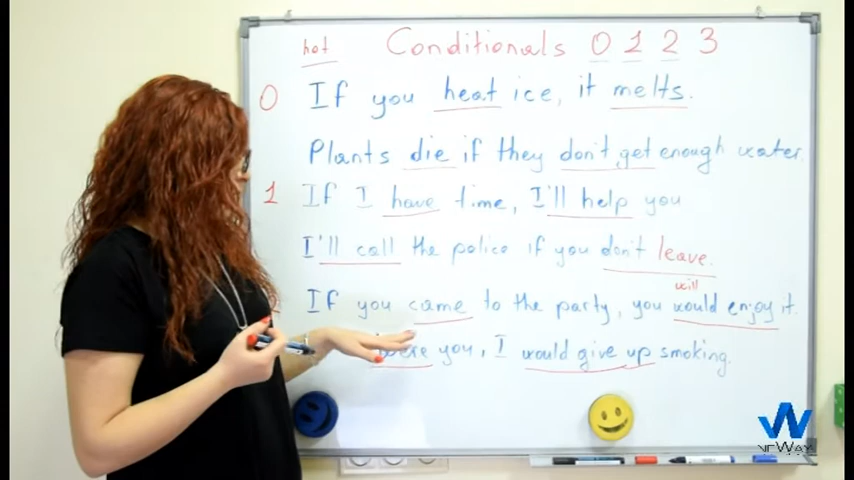 hot Conditionals 0 1 2 3
0 If you heat ice, it melts.
Plants die if they don't get enough water.
1 If I have time, I'll help you
I'll call the police if you don't leave.
will
If you came to the party, you would enjoy it.
were you, I would give up smoking.
NEWAY